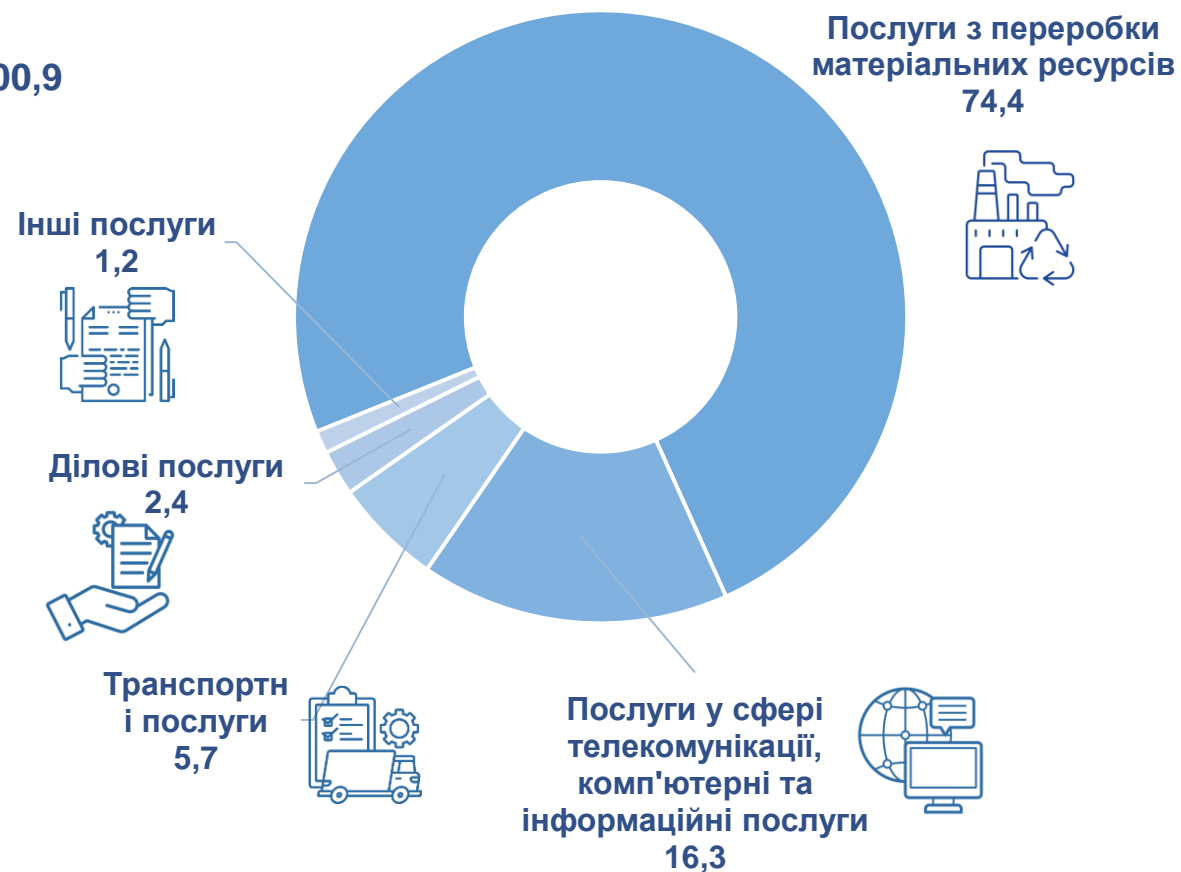 00,9
Послуги з переробки
матеріальних ресурсів
74,4
Інші послуги
1,2
Ділові послуги
2,4
Транспортн
і послуги
5,7
Послуги у сфері
телекомунікації,
комп'ютерні та
інформаційні послуги
16,3